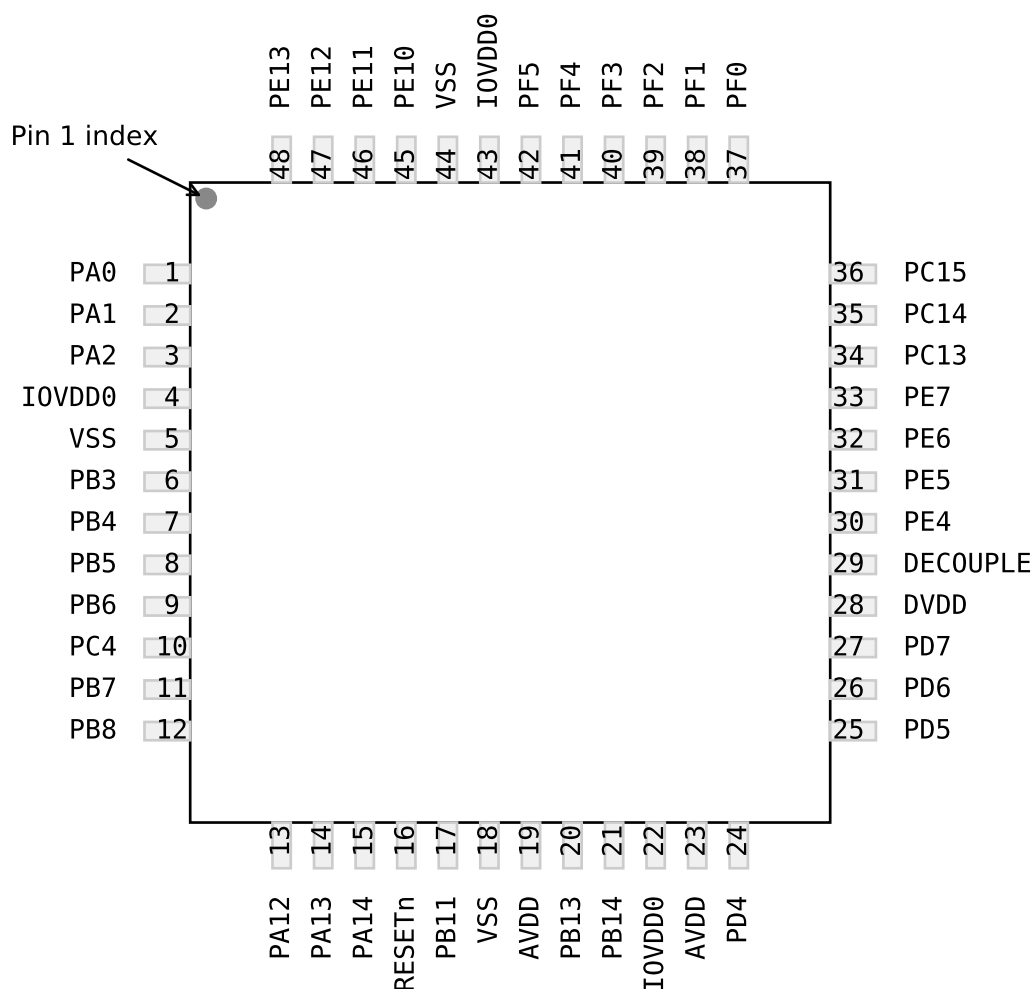 PE13 PE12 PE11 PE10 VSS IOVDD0 PF5 PF4 PF3 PF2 PF1 PF0
Pin 1 index
48 47 46 45 44 43 42 41 40 39 38 37
PA0 1 36 PC15
PA1 2 35 PC14
PA2 3 34 PC13
IOVDD0 4 33 PE7
VSS 5 32 PE6
PB3 6 31 PE5
PB4 7 30 PE4
PB5 8 29 DECOUPLE
PB6 9 28 DVDD
PC4 10 27 PD7
PB7 11 26 PD6
PB8 12 25 PD5
13 14 15 16 17 18 19 20 21 22 23 24
PA12 PA13 PA14 RESETn PB11 VSS AVDD PB13 PB14 IOVDD0 AVDD PD4